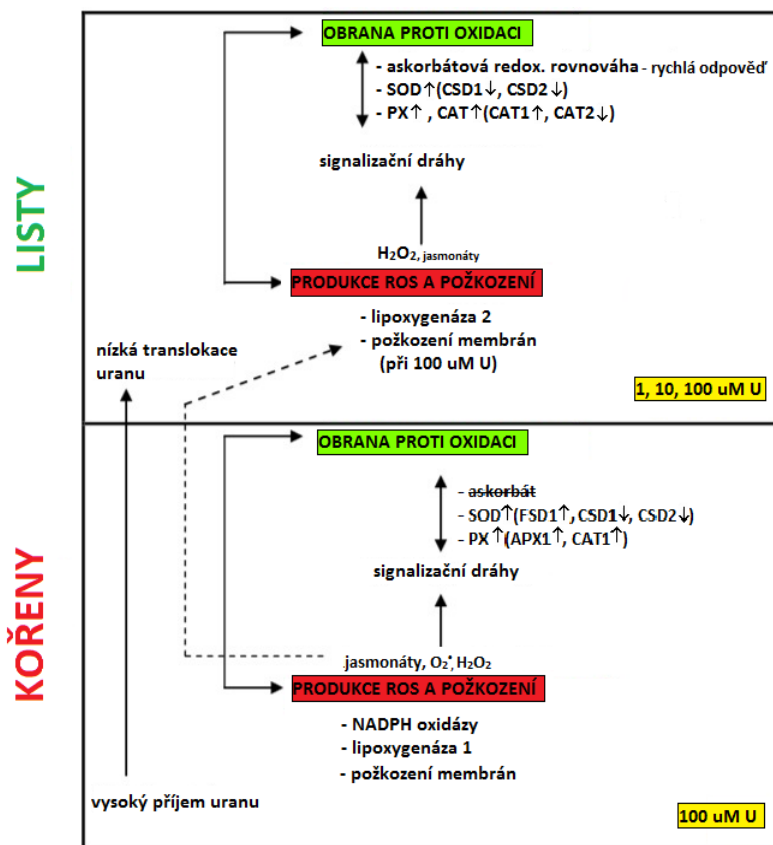 LISTY
OBRANA PROTI OXIDACI
- askorbátová redox. rovnováha - rychlá odpověď
- SOD↑(CSD1↓, CSD2↓)
- PX↑ , CAT↑(CAT1↑, CAT2↓)
signalizační dráhy
H₂O₂, jasmonáty
PRODUKCE ROS A POŽKOZENÍ
- lipoxygenáza 2
- požkození membrán
(při 100 uM U)
nízká translokace
uranu
1, 10, 100 uM U
KOŘENY
OBRANA PROTI OXIDACI
- askorbát
- SOD↑(FSD1↑, CSD1↓, CSD2↓)
- PX↑(APX1↑, CAT1↑)
signalizační dráhy
jasmonáty, O₂•, H₂O₂
PRODUKCE ROS A POŽKOZENÍ
- NADPH oxidázy
- lipoxygenáza 1
- požkození membrán
vysoký příjem uranu
100 uM U